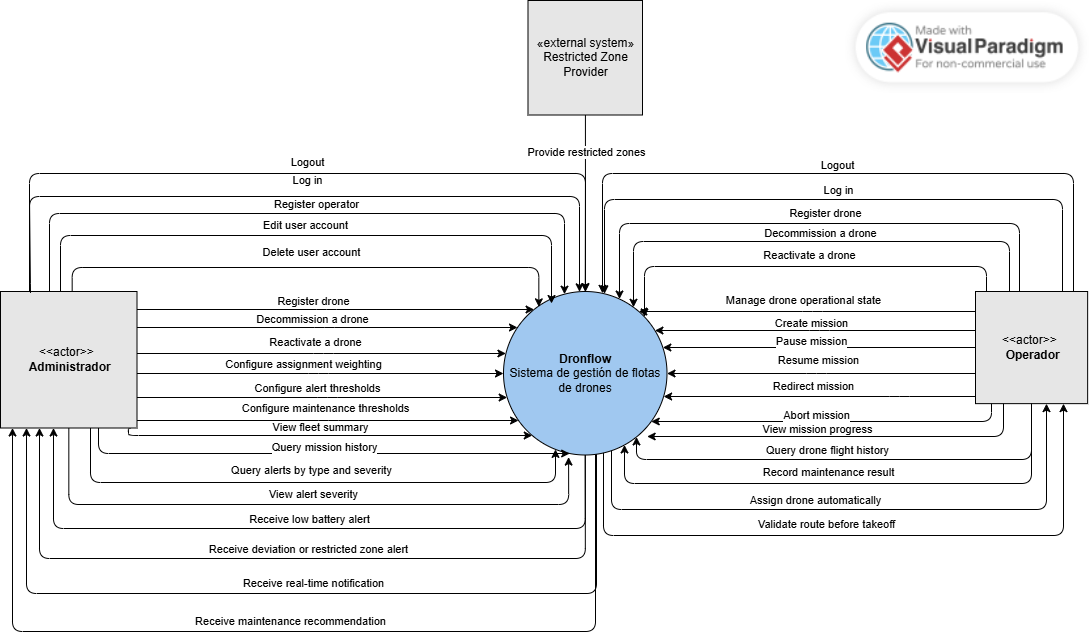 «external system»
Restricted Zone
Provider
Made with
Visual Paradigm
For non-commercial use
Provide restricted zones
Logout
Log in
Register operator
Edit user account
Delete user account
Logout
Log in
Register drone
Decommission a drone
Reactivate a drone
<<actor>>
Administrador
Register drone
Decommission a drone
Reactivate a drone
Configure assignment weighting
Configure alert thresholds
Configure maintenance thresholds
View fleet summary
Query mission history
Query alerts by type and severity
View alert severity
Receive low battery alert
Receive deviation or restricted zone alert
Receive real-time notification
Receive maintenance recommendation
Dronflow
Sistema de gestión de flotas
de drones
Manage drone operational state
Create mission
Pause mission
Resume mission
Redirect mission
Abort mission
View mission progress
Query drone flight history
Record maintenance result
Assign drone automatically
Validate route before takeoff
<<actor>>
Operador